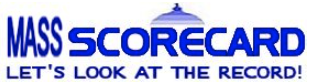 MASS SCORECARD
LET'S LOOK AT THE RECORD!